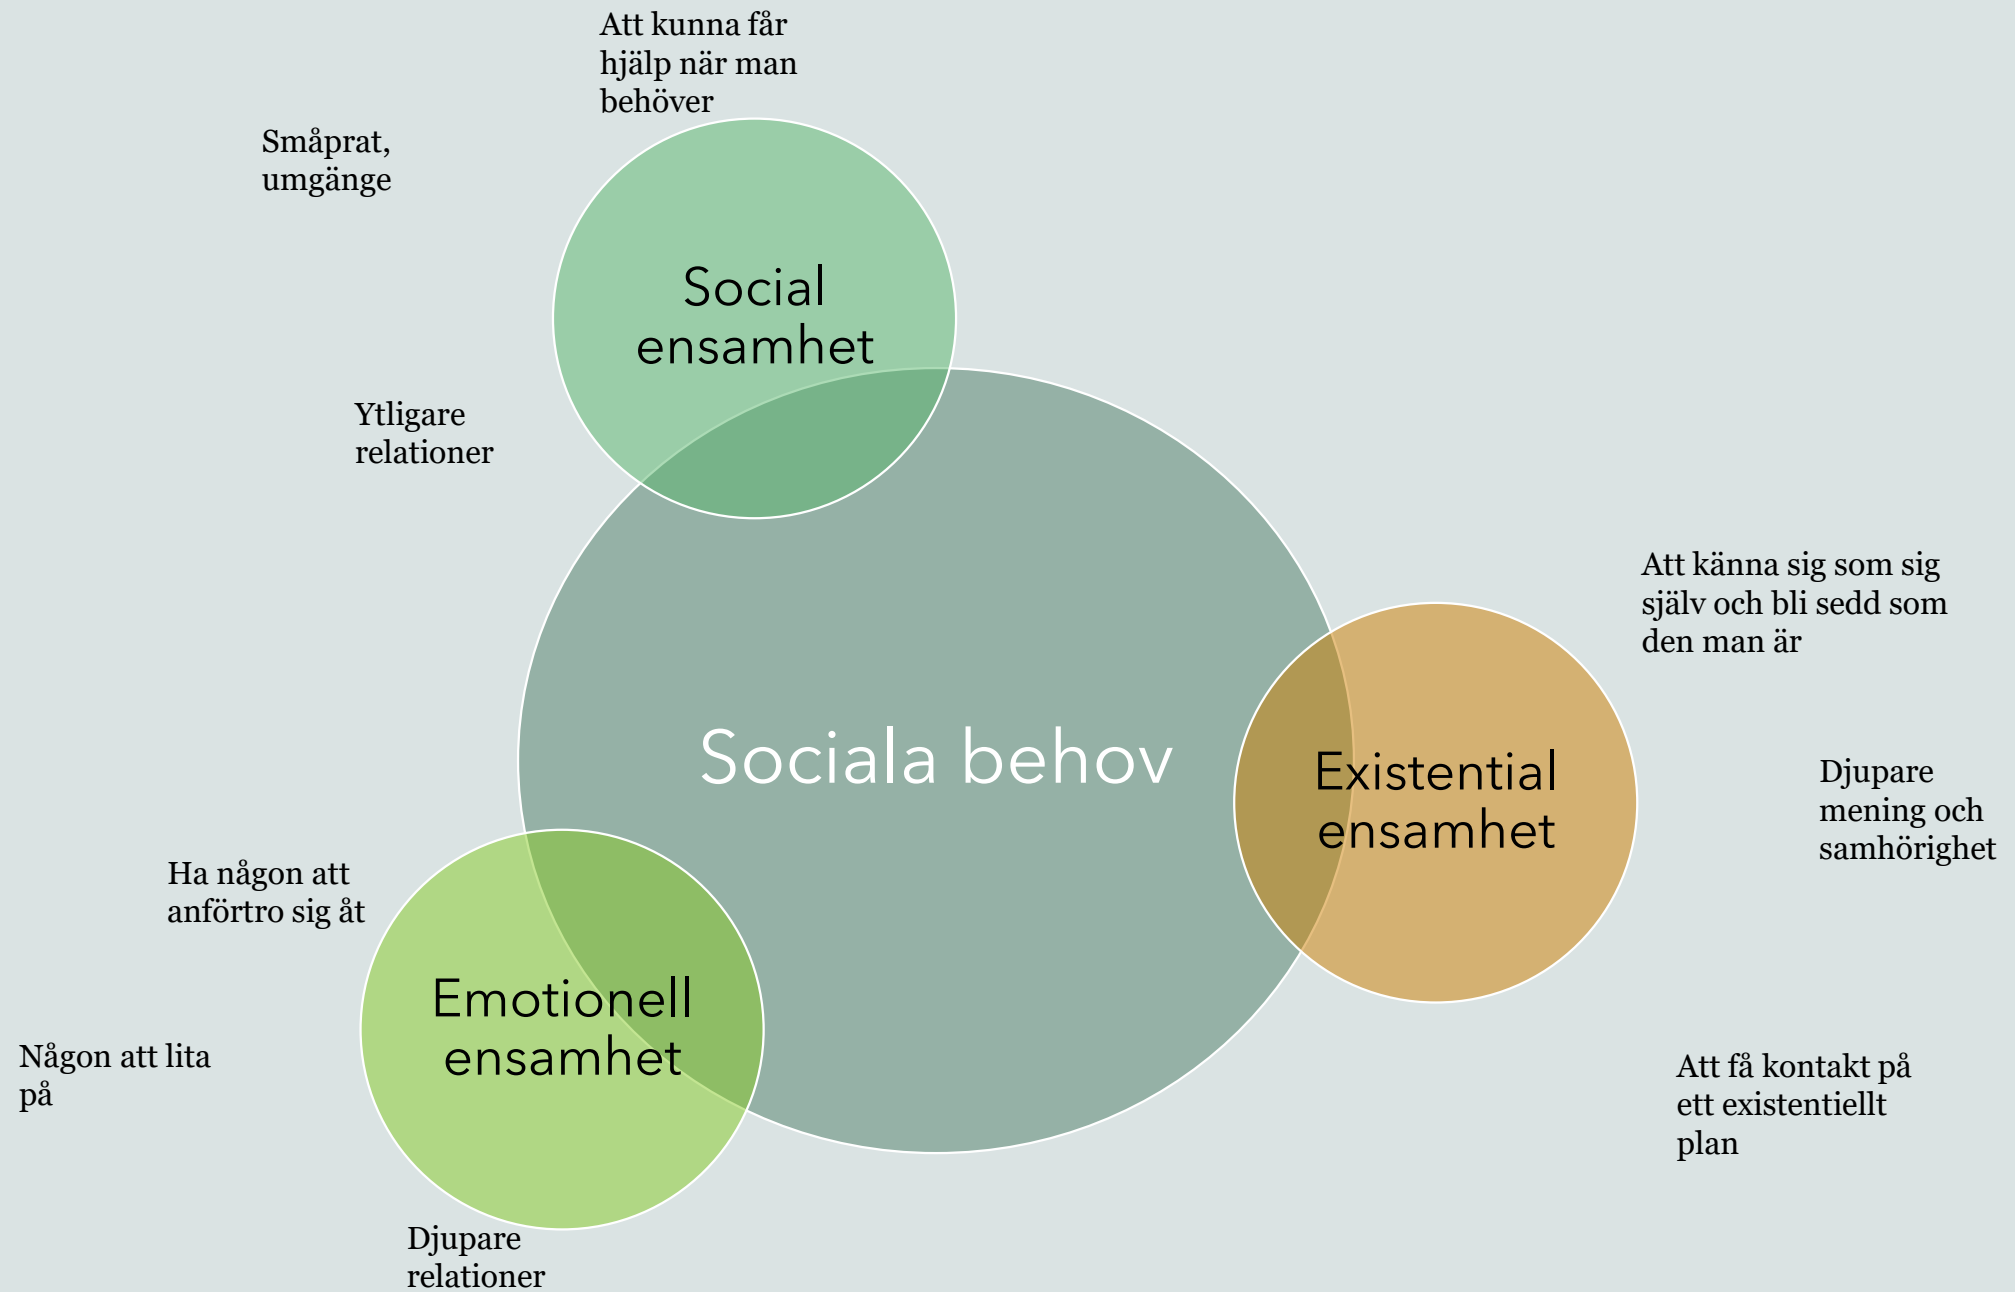 Att kunna får
hjälp när man
behöver
Småprat,
umgänge
Social
ensamhet
Ytligare
relationer
Att känna sig som sig
själv och bli sedd som
den man är
Sociala behov
Existential
ensamhet
Djupare
mening och
samhörighet
Ha någon att
anförtro sig åt
Emotionell
ensamhet
Någon att lita
på
Att få kontakt på
ett existentiellt
plan
Djupare
relationer